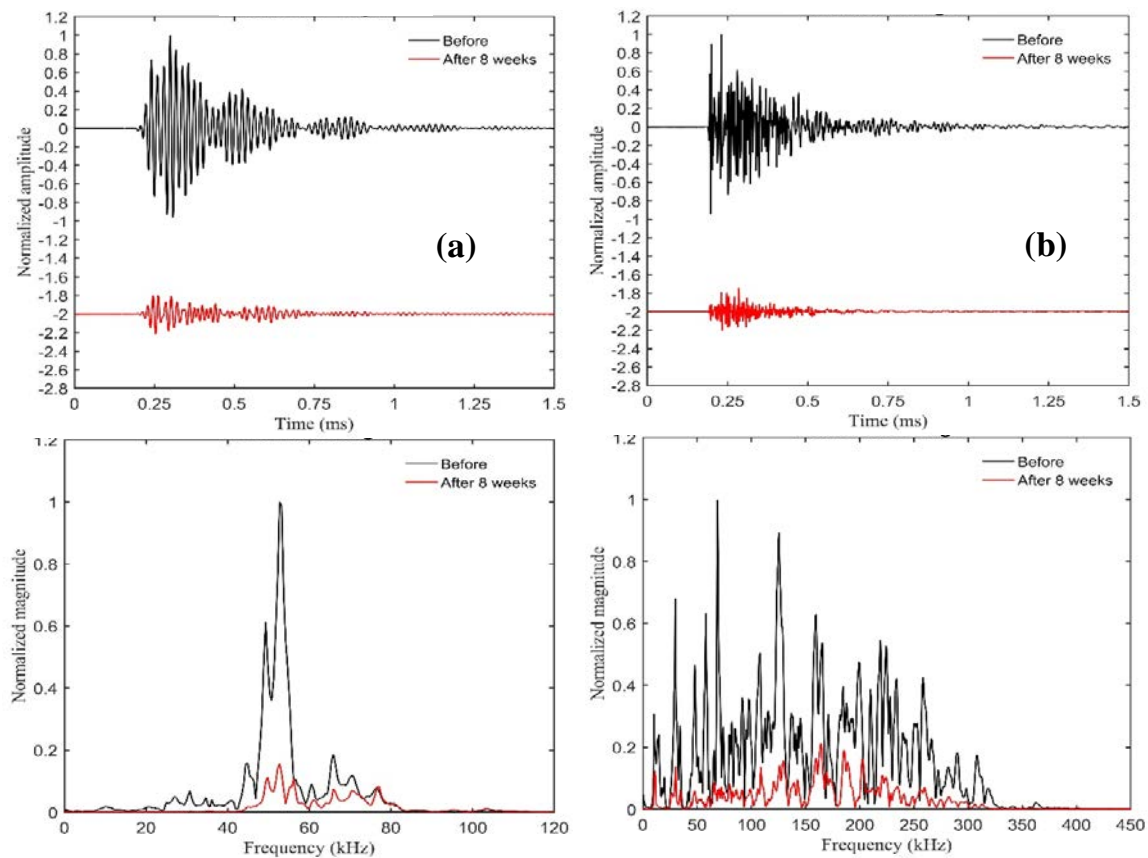 1.2
1
0.8
0.6
0.4
0.2
0
-0.2
-0.4
-0.6
-0.8
-1
-1.2
-1.4
-1.6
-1.8
-2
-2.2
-2.4
-2.6
-2.8
Normalized amplitude
Before
After 8 weeks
(a)
0 0.25 0.5 0.75 1 1.25 1.5
Time (ms)
1.2
1
0.8
0.6
0.4
0.2
0
-0.2
-0.4
-0.6
-0.8
-1
-1.2
-1.4
-1.6
-1.8
-2
-2.2
-2.4
-2.6
-2.8
Normalized amplitude
Before
After 8 weeks
(b)
0 0.25 0.5 0.75 1 1.25 1.5
Time (ms)
1.2
1
0.8
0.6
0.4
0.2
0
Normalized magnitude
Before
After 8 weeks
0 20 40 60 80 100 120
Frequency (kHz)
1.2
1
0.8
0.6
0.4
0.2
0
Normalized magnitude
Before
After 8 weeks
0 50 100 150 200 250 300 350 400 450
Frequency (kHz)